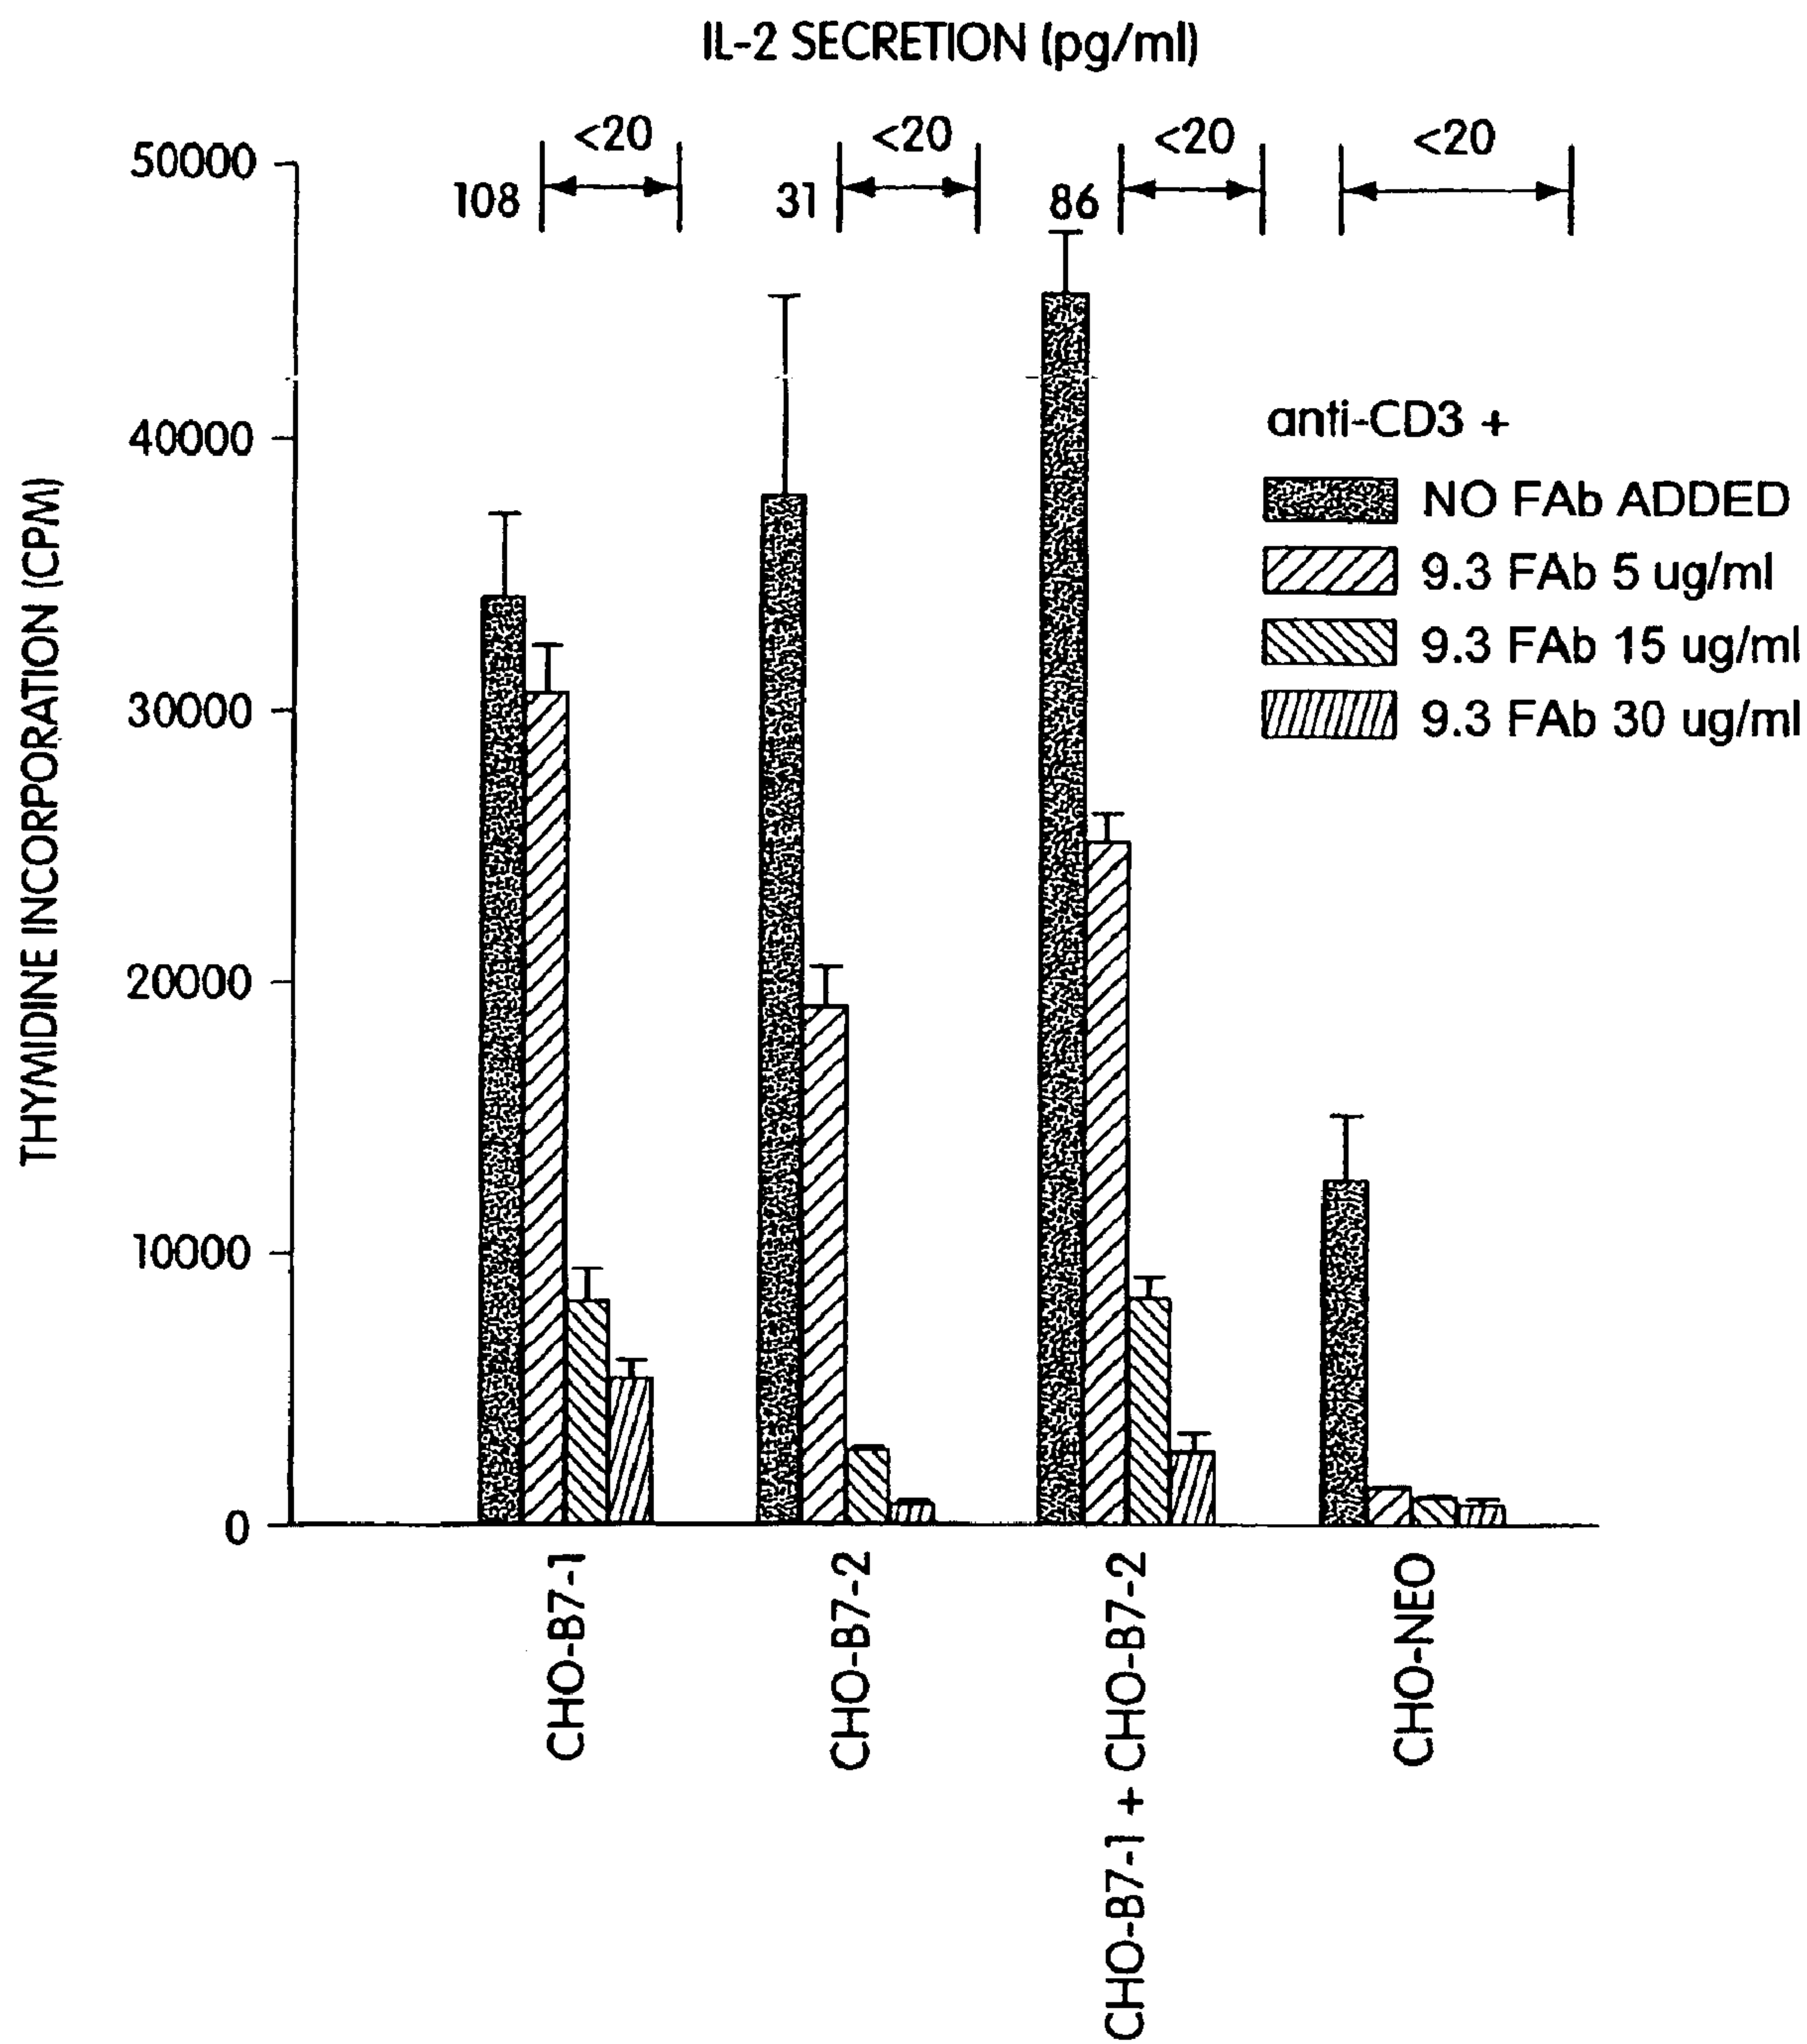 IL-2 SECRETION (pg/ml)
<20 <20 <20 <20
108 31 86
50000
40000
30000
20000
10000
0
THYMIDINE INCORPORATION (CPM)
anti-CD3 +
NO FAb ADDED
9.3 FAb 5 ug/ml
9.3 FAb 15 ug/ml
9.3 FAb 30 ug/ml
CHO-B7-1
CHO-B7-2
CHO-B7-1 + CHO-B7-2
CHO-NEO